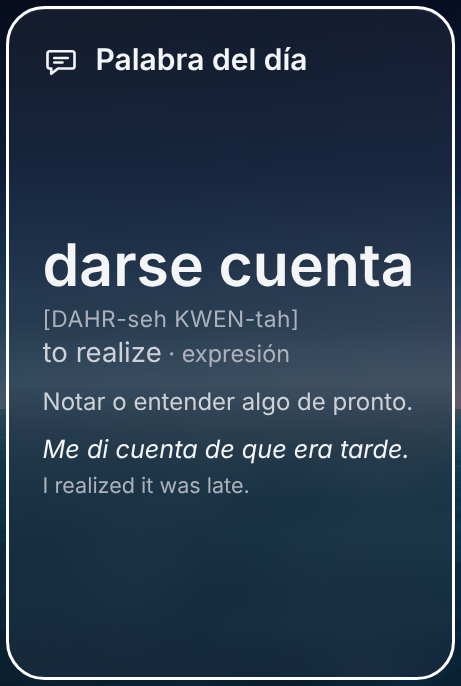 Palabra del día
darse cuenta
[DAHR-seh KWEN-tah]
to realize · expresión
Notar o entender algo de pronto.
Me di cuenta de que era tarde.
I realized it was late.